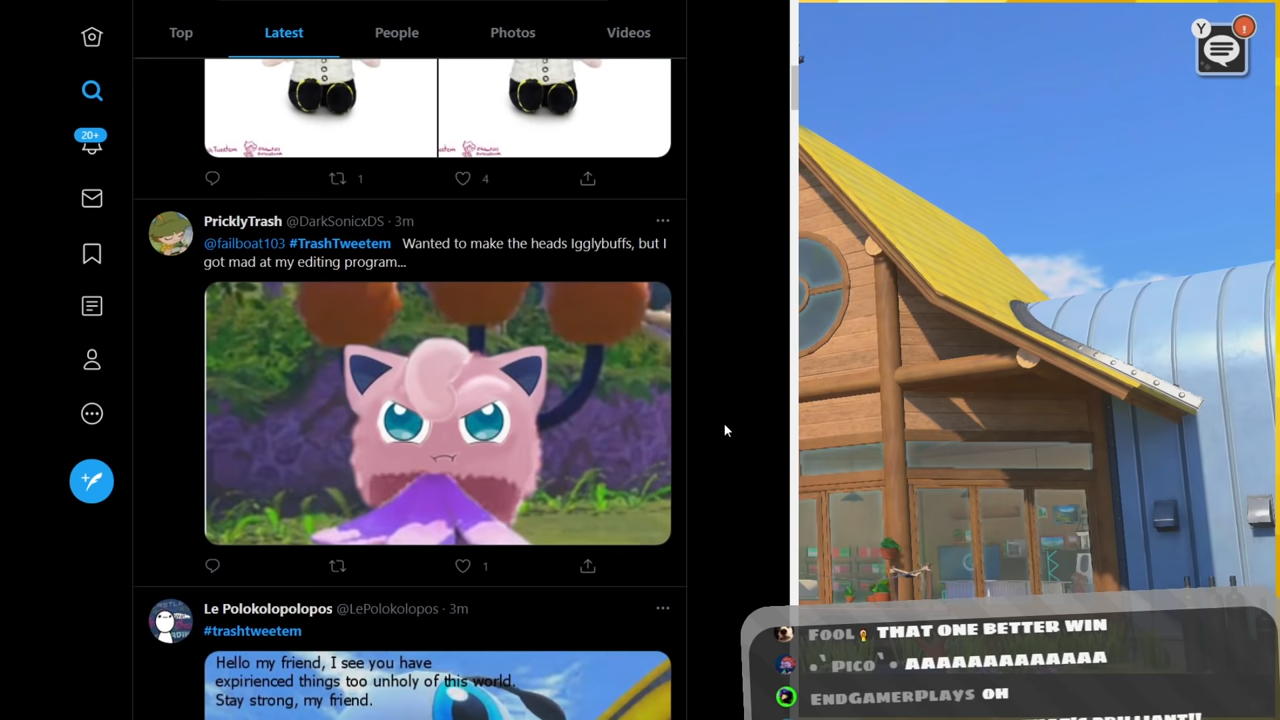 Top Latest People Photos Videos
20+
1 4
PricklyTrash @DarkSonicxDS · 3m
@failboat103 #TrashTweetem Wanted to make the heads Igglybuffs, but I
got mad at my editing program...
1
Le Polokolopolopos @LePolokolopos · 3m
#trashtweetem
Hello my friend, I see you have
expirienced things too unholy of this world.
Stay strong, my friend.
Y !
FOOL THAT ONE BETTER WIN
•`PICO`• AAAAAAAAAAAAA
ENDGAMERPLAYS OH